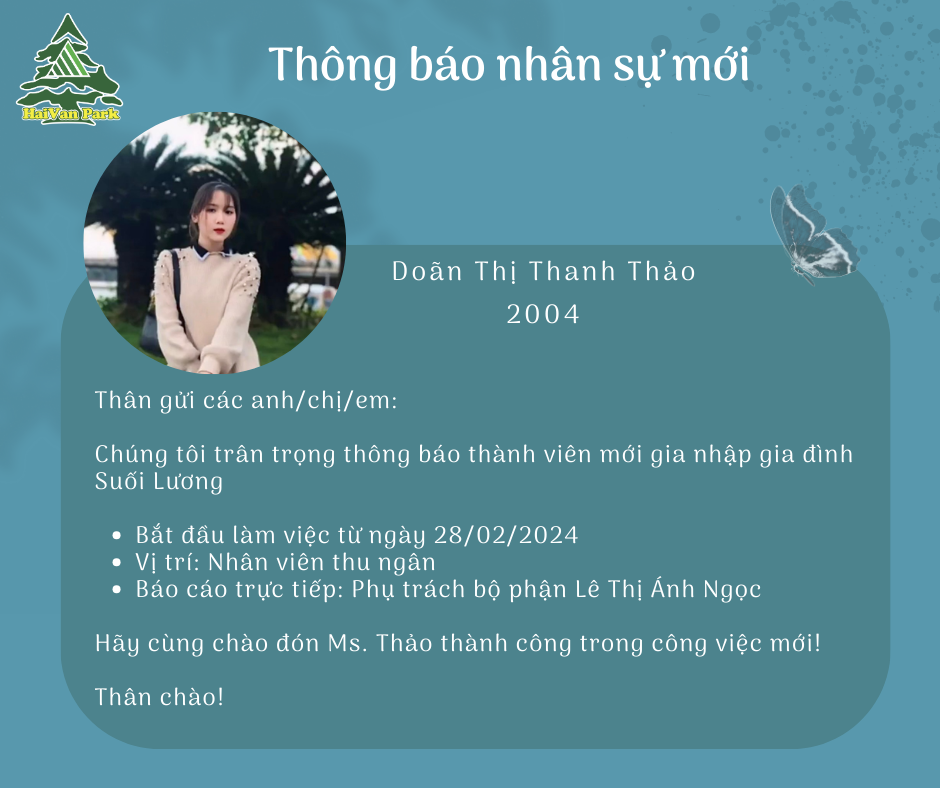 HaiVan Park
Thông báo nhân sự mới
Doãn Thị Thanh Thảo
2004
Thân gửi các anh/chị/em:
Chúng tôi trân trọng thông báo thành viên mới gia nhập gia đình
Suối Lương
• Bắt đầu làm việc từ ngày 28/02/2024
• Vị trí: Nhân viên thu ngân
• Báo cáo trực tiếp: Phụ trách bộ phận Lê Thị Ánh Ngọc
Hãy cùng chào đón Ms. Thảo thành công trong công việc mới!
Thân chào!